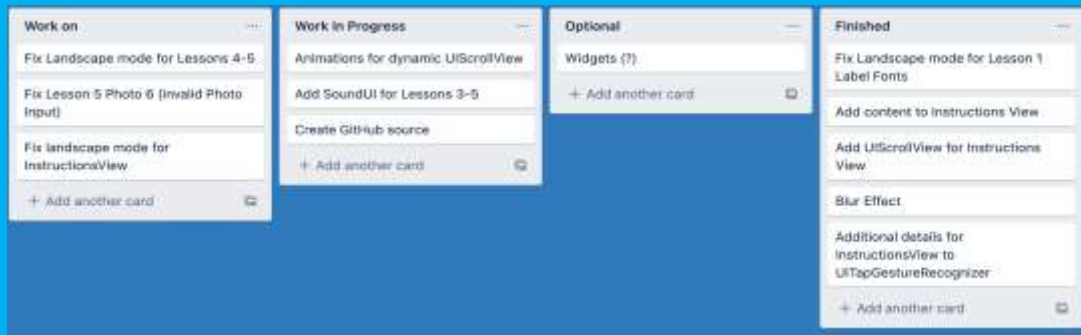 Work on
Fix Landscape mode for Lessons 4-5
Fix Lesson 5 Photo 6 (Invalid Photo
Input)
Fix landscape mode for
InstructionsView
+ Add another card
Work in Progress
Animations for dynamic UIScrollView
Add SoundUI for Lessons 3-5
Create GitHub source
+ Add another card
Optional
Widgets (?)
+ Add another card
Finished
Fix Landscape mode for Lesson 1
Label Fonts
Add content to Instructions View
Add UIScrollView for Instructions
View
Blur Effect
Additional details for
InstructionsView to
UITapGestureRecognizer
+ Add another card